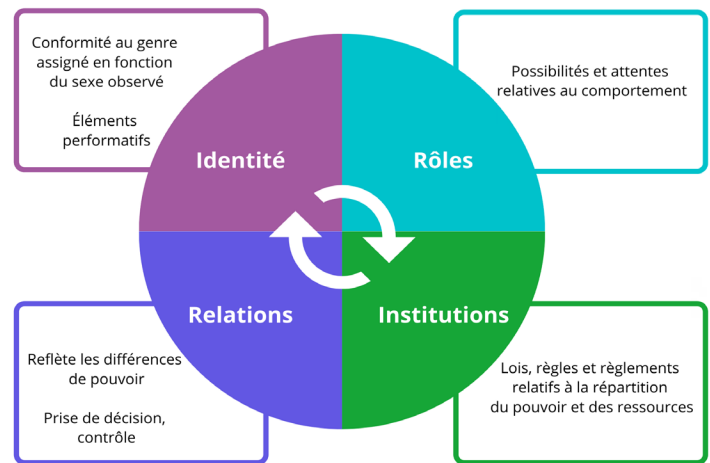 Conformité au genre
assigné en fonction
du sexe observé
Éléments
performatifs
Possibilités et attentes
relatives au comportement
Identité
Rôles
Relations
Institutions
Reflète les différences
de pouvoir
Prise de décision,
contrôle
Lois, règles et règlements
relatifs à la répartition
du pouvoir et des ressources